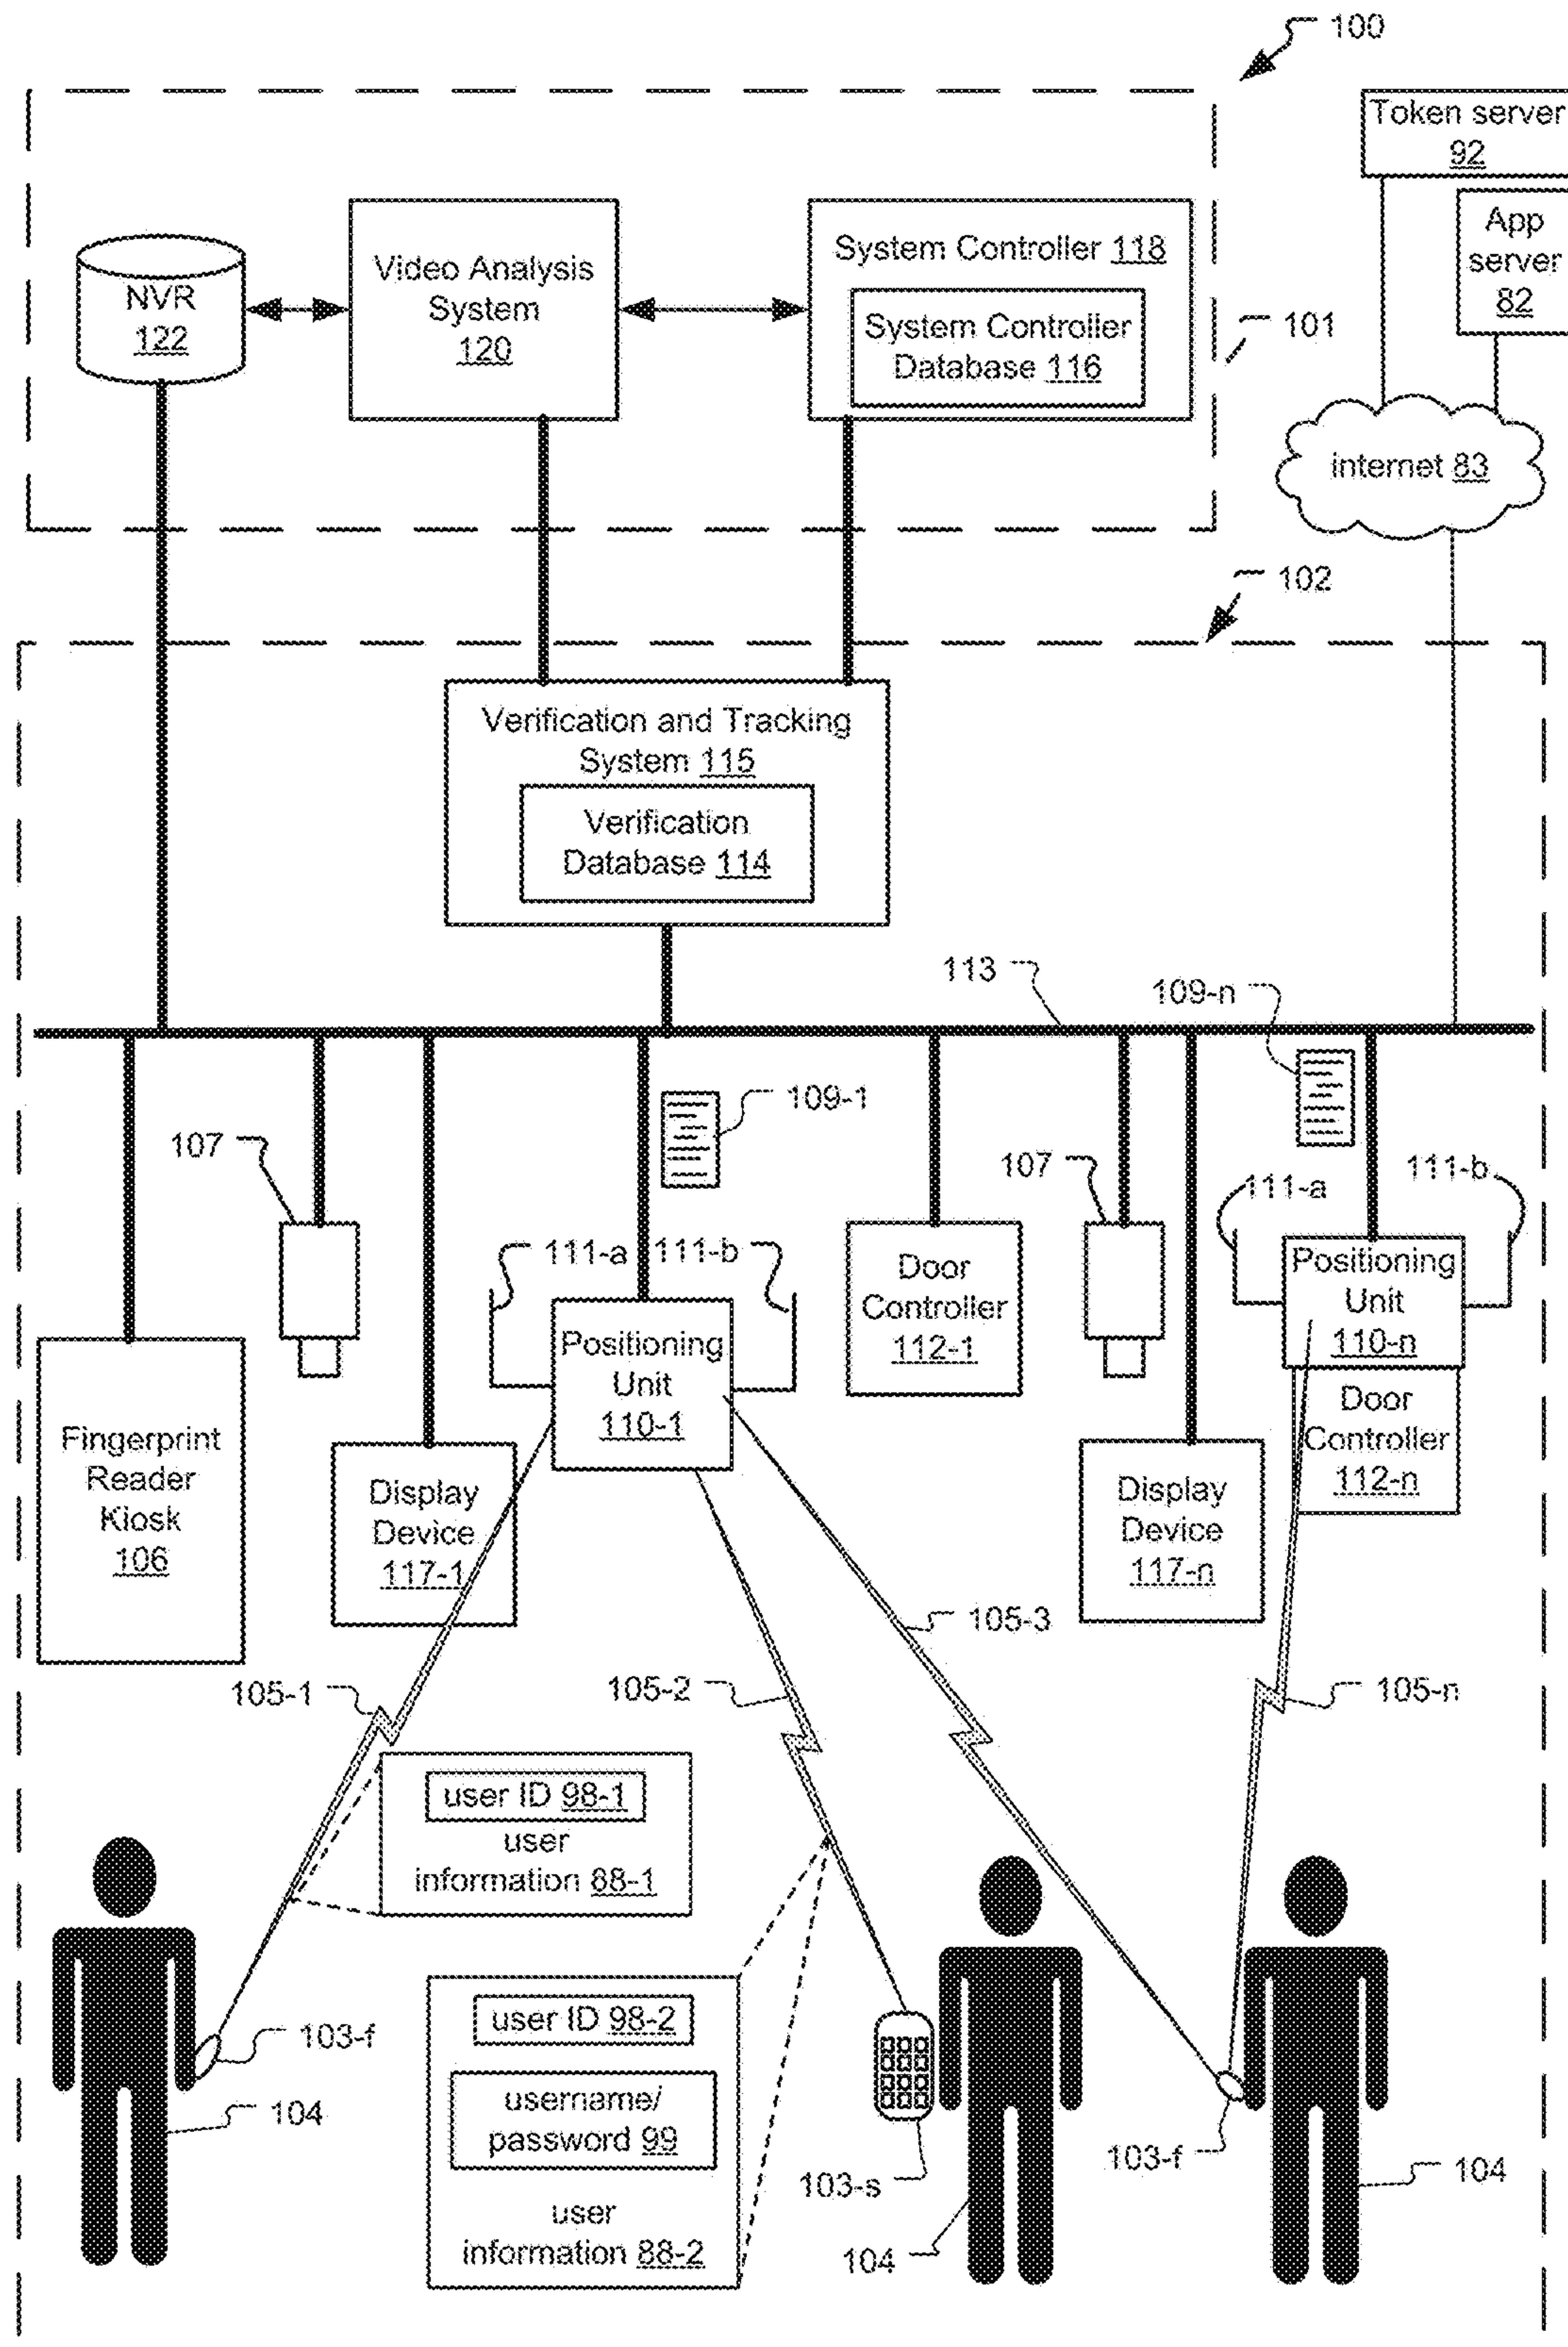 100
Token server
92
App
server
82
NVR
122
Video Analysis
System
120
System Controller 118
System Controller
Database 116
101
internet 83
102
Verification and Tracking
System 115
Verification
Database 114
113
109-n
109-1
107
107
111-a
111-b
111-a
111-b
Positioning
Unit
110-1
Door
Controller
112-1
Positioning
Unit
110-n
Door
Controller
112-n
Fingerprint
Reader
Kiosk
106
Display
Device
117-1
Display
Device
117-n
105-1
105-2
105-3
105-n
user ID 98-1
user
information 88-1
user ID 98-2
username/
password 99
user
information 88-2
103-f
104
103-s
104
103-f
104